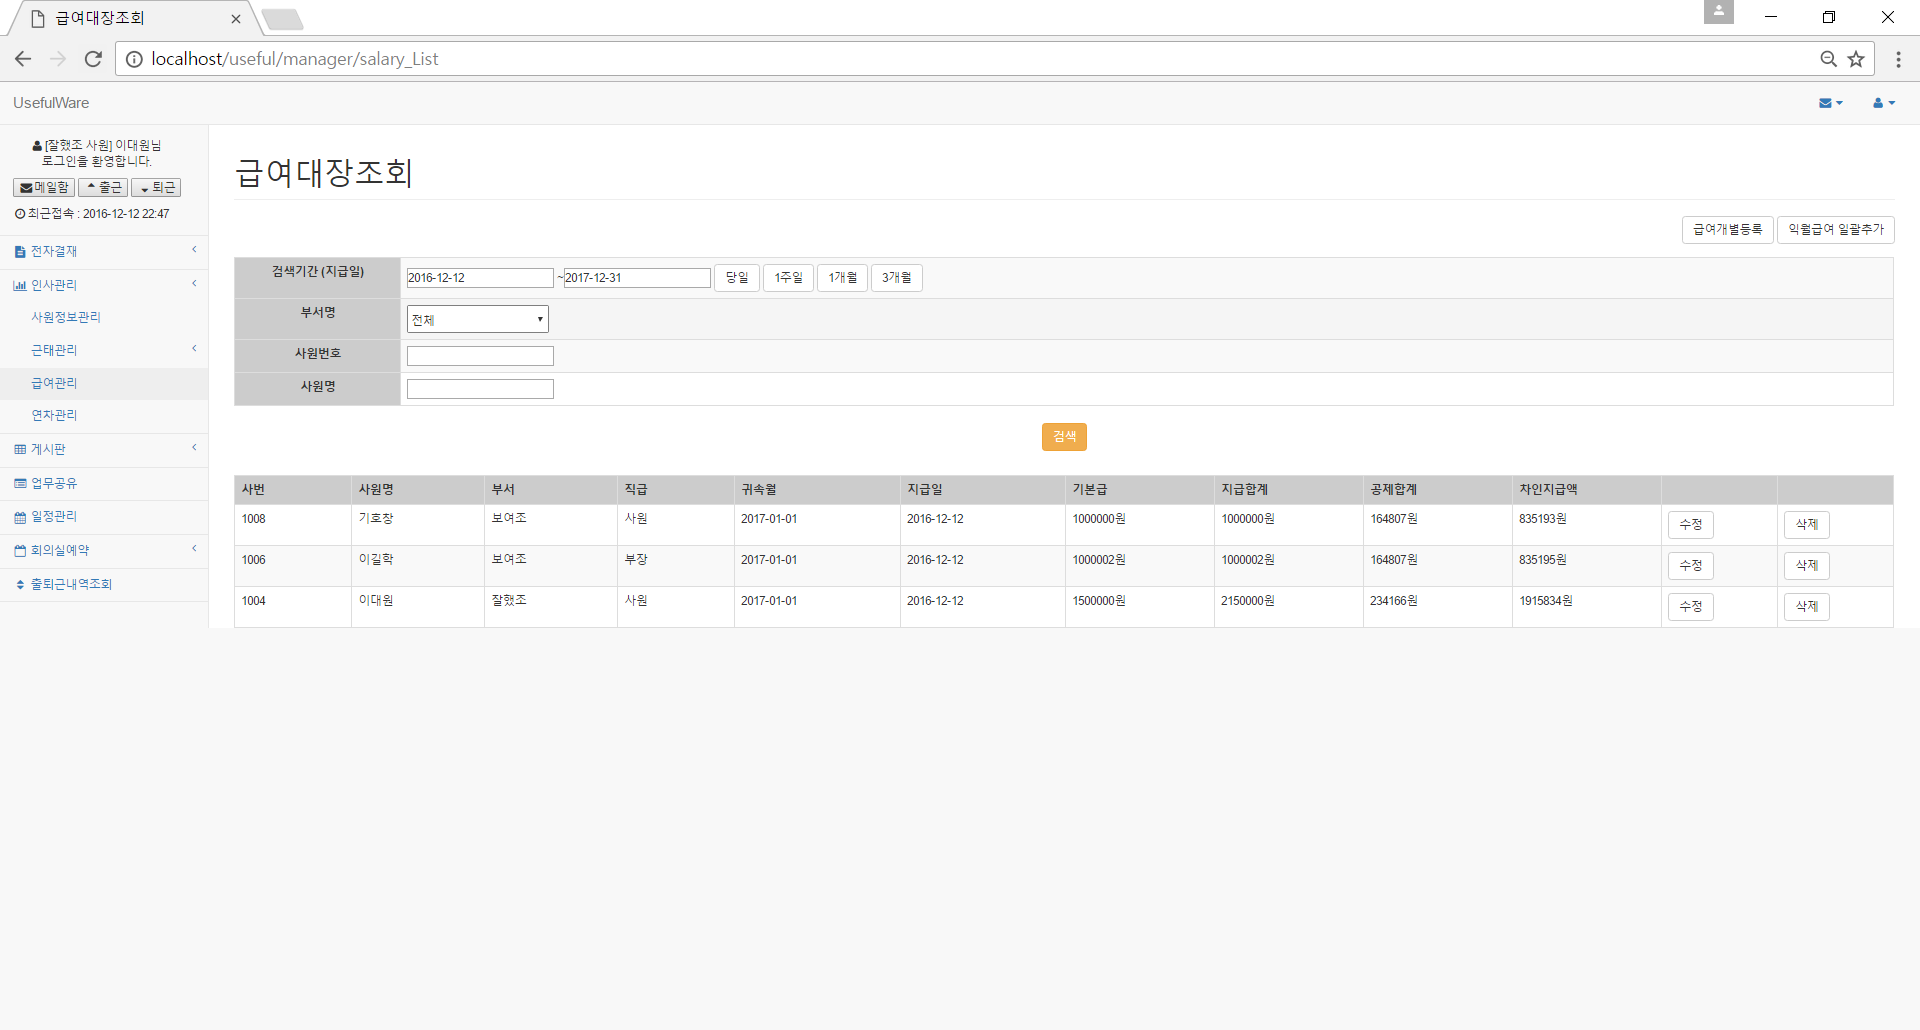 급여대장조회
localhost/useful/manager/salary_List
UsefulWare
[잘했조 사원] 이대원님
로그인을 환영합니다.
메일함 출근 퇴근
최근접속 : 2016-12-12 22:47
전자결재
인사관리
사원정보관리
근태관리
급여관리
연차관리
게시판
업무공유
일정관리
회의실예약
출퇴근내역조회
급여대장조회
급여개별등록 익월급여 일괄추가
검색기간 (지급일) 2016-12-12 ~ 2017-12-31 당일 1주일 1개월 3개월
부서명 전체
사원번호
사원명
검색
사번 사원명 부서 직급 귀속월 지급일 기본급 지급합계 공제합계 차인지급액
1008 기호창 보여조 사원 2017-01-01 2016-12-12 1000000원 1000000원 164807원 835193원 수정 삭제
1006 이길학 보여조 부장 2017-01-01 2016-12-12 1000002원 1000002원 164807원 835195원 수정 삭제
1004 이대원 잘했조 사원 2017-01-01 2016-12-12 1500000원 2150000원 234166원 1915834원 수정 삭제